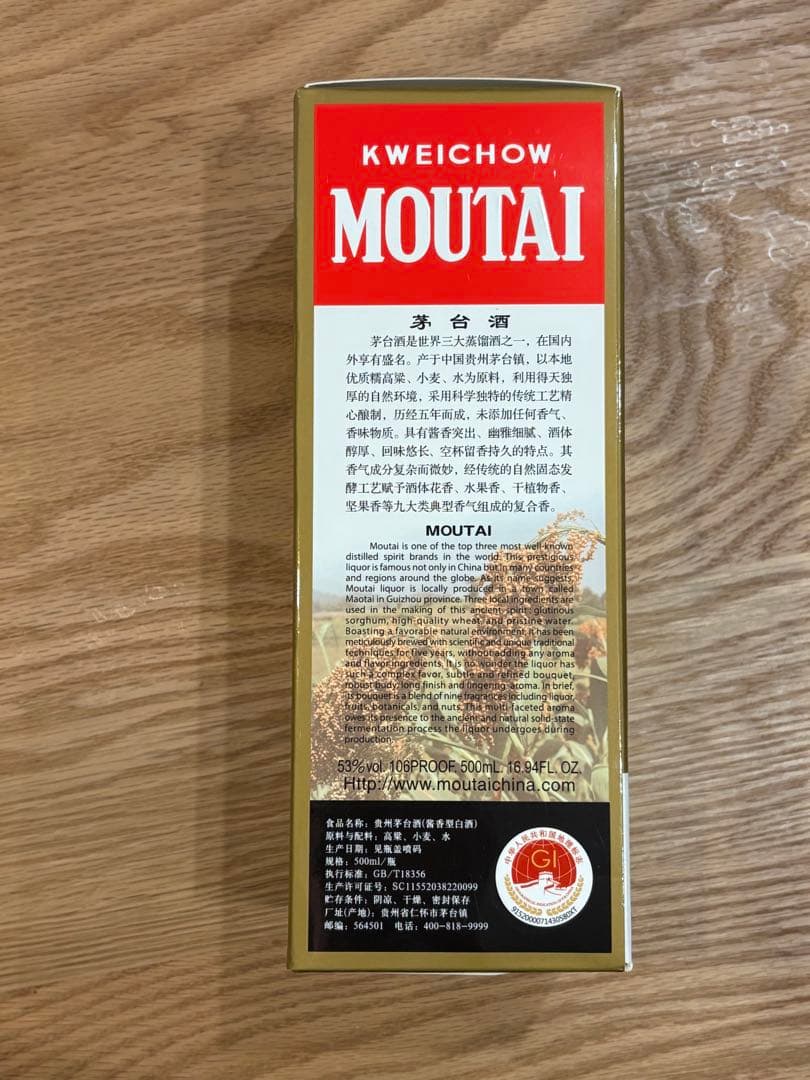 KWEICHOW
MOUTAI
茅台酒
茅台酒是世界三大蒸馏酒之一，在国内
外享有盛名。产于中国贵州茅台镇，以本地
优质糯高粱、小麦、水为原料，利用得天独
厚的自然环境，采用科学独特的传统工艺精
心酿制，历经五年而成，未添加任何香气、
香味物质。具有酱香突出、幽雅细腻、酒体
醇厚、回味悠长、空杯留香持久的特点。其
香气成分复杂而微妙，经传统的自然固态发
酵工艺赋予酒体花香、水果香、干植物香、
坚果香等九大类典型香气组成的复合香。
MOUTAI
Moutai is one of the top three most well-known
distilled spirit brands in the world. This prestigious
liquor is famous not only in China but in many countries
and regions around the globe. As its name suggests,
Moutai liquor is locally produced in a town called
Maotai in Guizhou province. Three local ingredients are
used in the making of this ancient spirit: glutinous
sorghum, high-quality wheat and pristine water.
Boasting a favorable natural environment, it has been
meticulously brewed with scientific and unique traditional
techniques for five years, without adding any aroma
and flavor ingredients. It is no wonder the liquor has
such a complex favor, subtle and refined bouquet,
robust body, long finish and lingering aroma. In brief,
its bouquet is a blend of nine fragrances including liquor,
fruits, botanicals, and nuts. This multi-faceted aroma
owes its presence to the ancient and natural solid-state
fermentation process the liquor undergoes during
production.
53%vol. 106PROOF. 500mL. 16.94FL. OZ.
Http://www.moutaichina.com
食品名称：贵州茅台酒(酱香型白酒)
原料与配料：高粱、小麦、水
生产日期：见瓶盖喷码
规格：500ml/瓶
执行标准：GB/T18356
生产许可证号：SC11552038220099
贮存条件：阴凉、干燥、密封保存
厂址(产地)：贵州省仁怀市茅台镇
邮编：564501 电话：400-818-9999
中华人民共和国地理标志
GI
91520000714305803XT